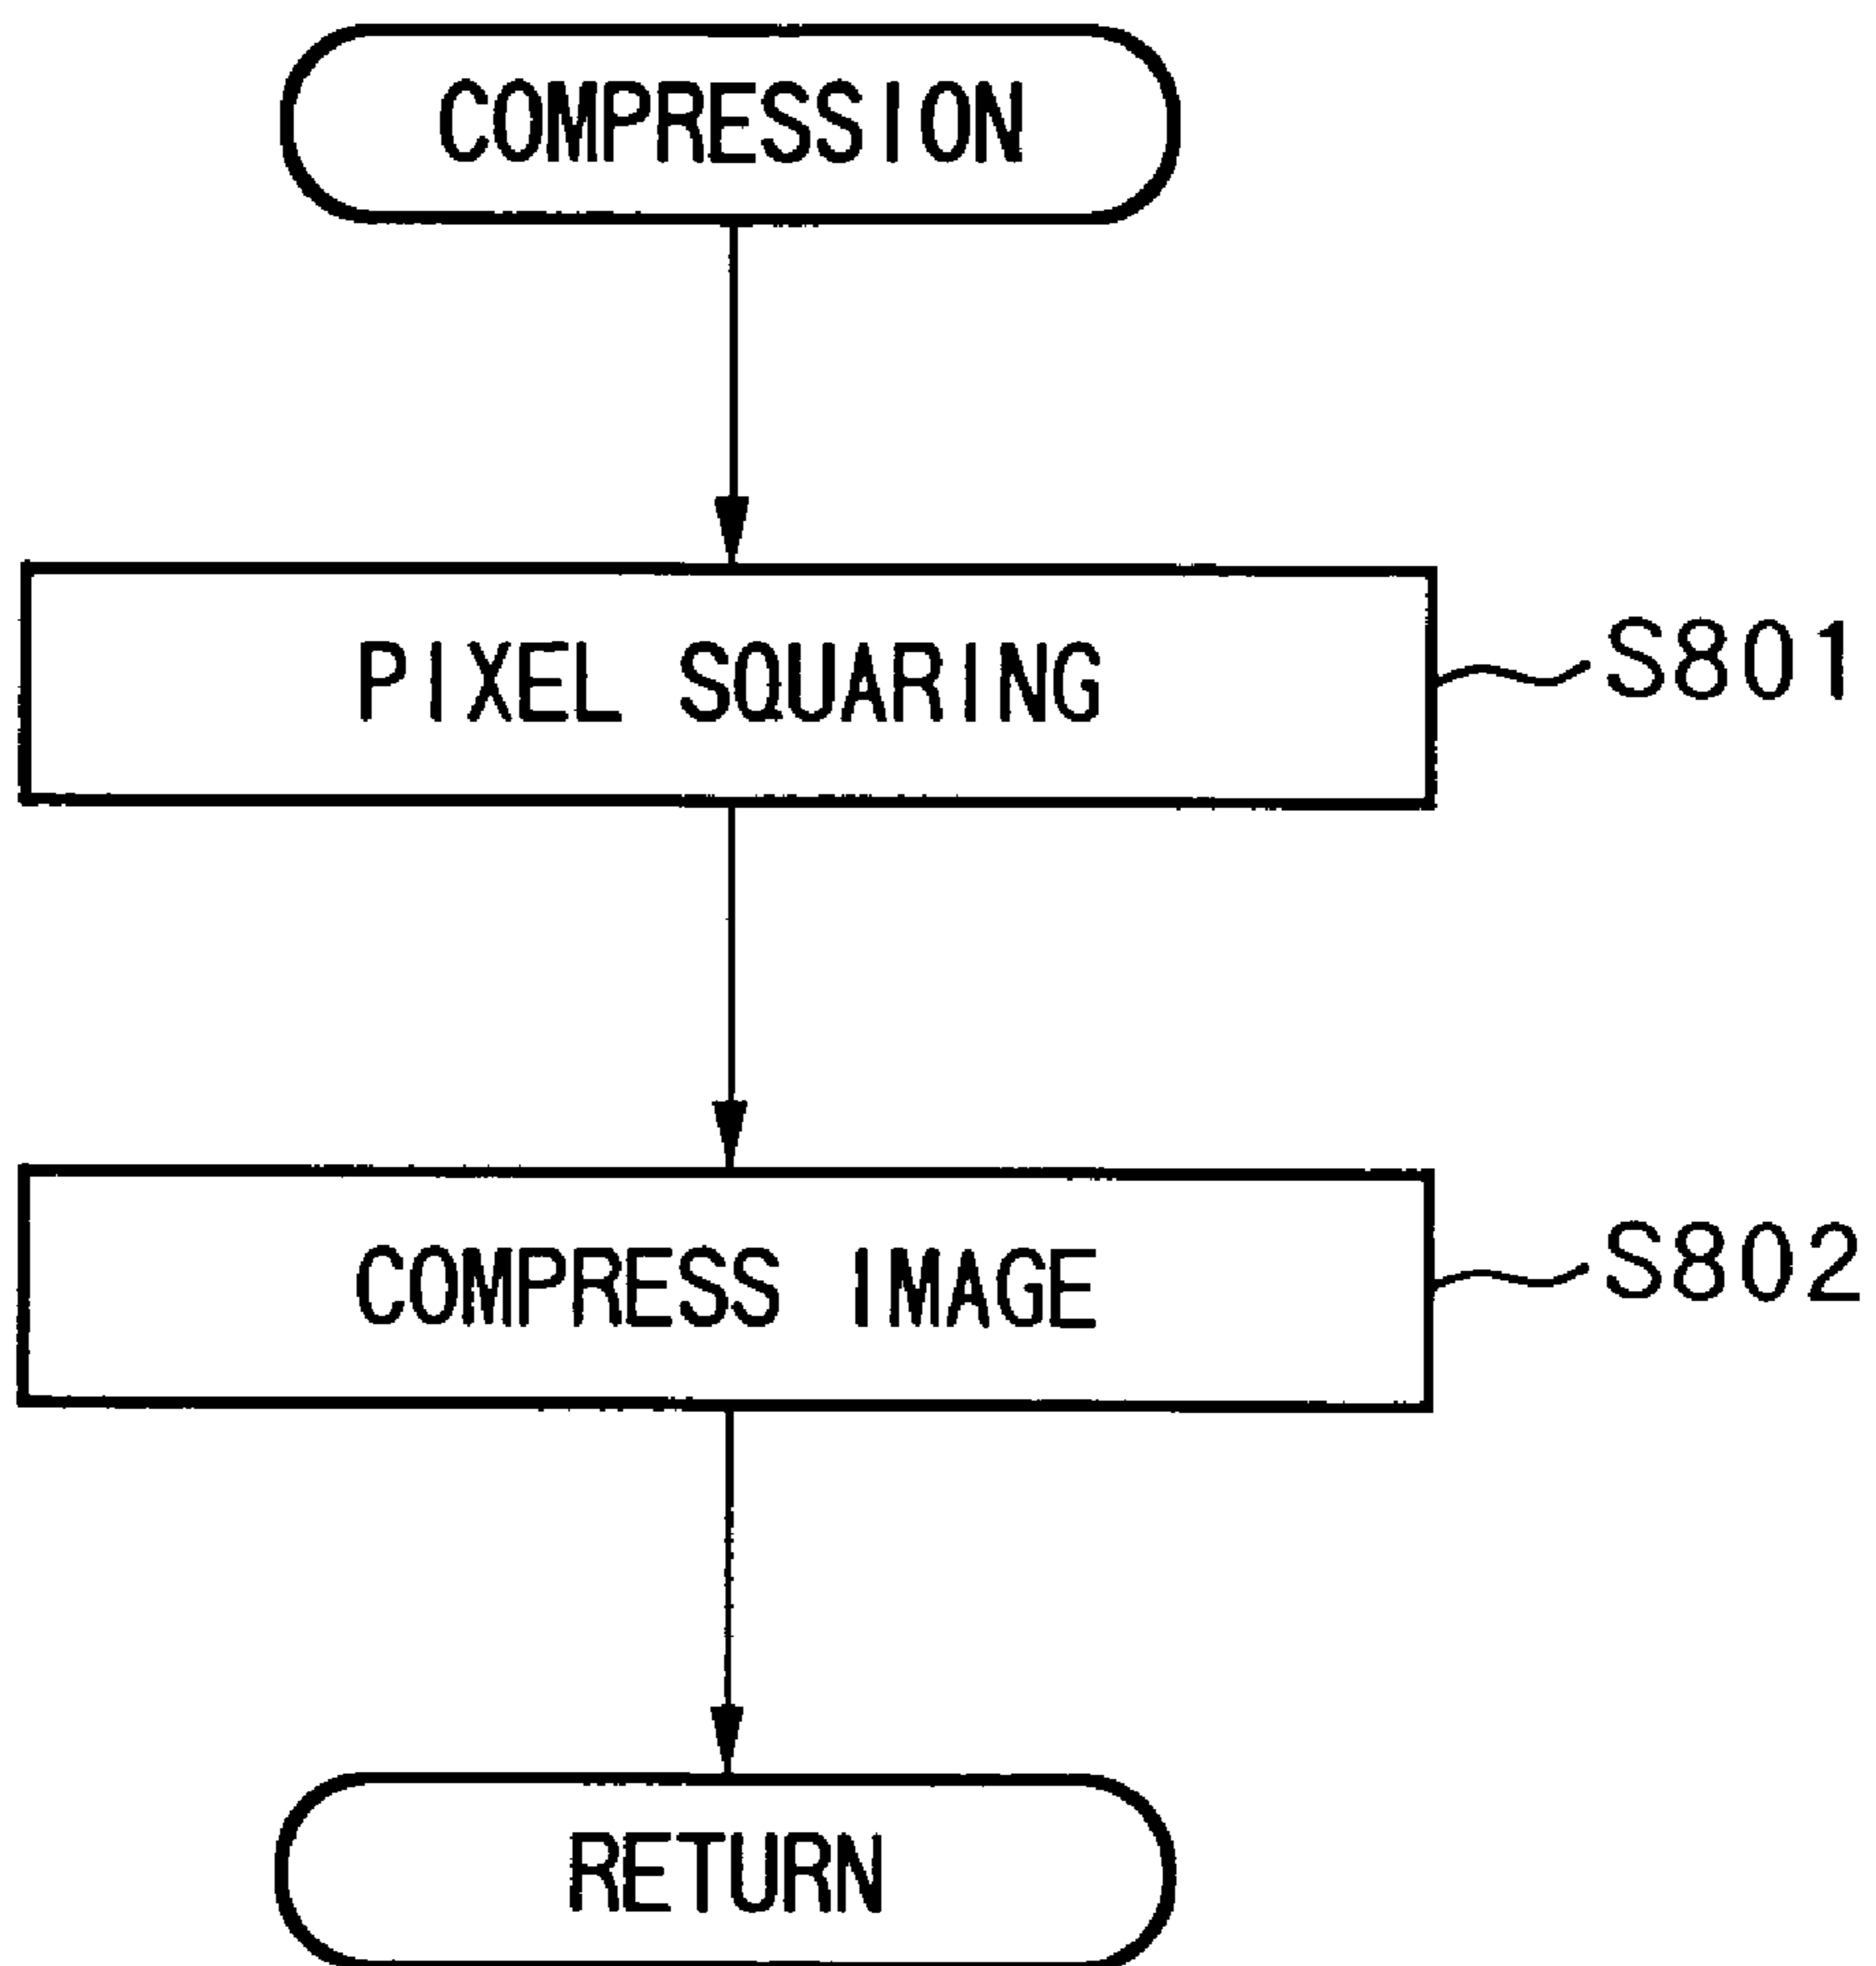 COMPRESSION
PIXEL SQUARING
S801
COMPRESS IMAGE
S802
RETURN